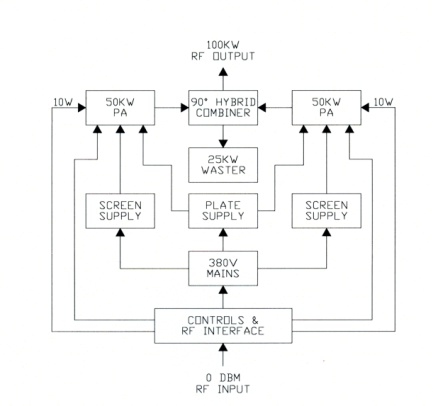 100KW
RF OUTPUT
10W
50KW
PA
90° HYBRID
COMBINER
50KW
PA
10W
25KW
WASTER
SCREEN
SUPPLY
PLATE
SUPPLY
SCREEN
SUPPLY
380V
MAINS
CONTROLS &
RF INTERFACE
0 DBM
RF INPUT